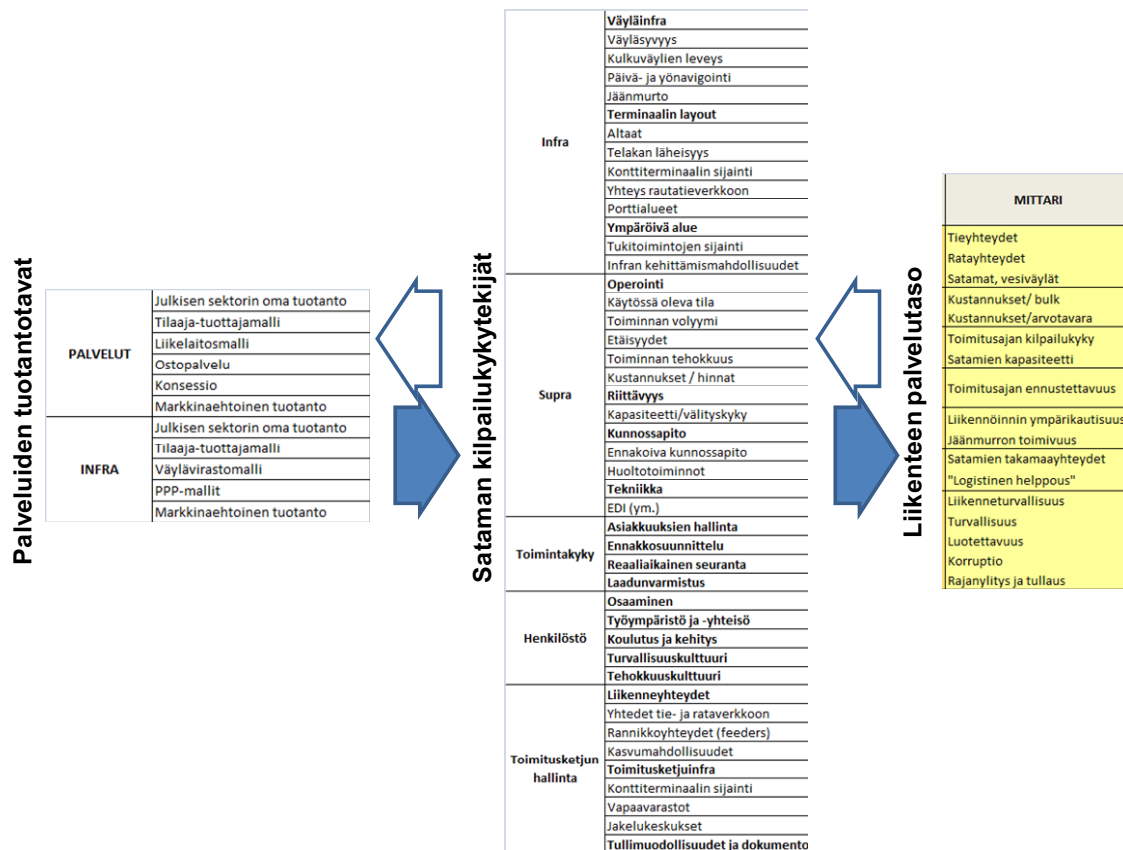 Palveluiden tuotantotavat
PALVELUT
Julkisen sektorin oma tuotanto
Tilaaja-tuottajamalli
Liikelaitosmalli
Ostopalvelu
Konsessio
Markkinaehtoinen tuotanto
INFRA
Julkisen sektorin oma tuotanto
Tilaaja-tuottajamalli
Väylävirastomalli
PPP-mallit
Markkinaehtoinen tuotanto
Sataman kilpailukykytekijät
Infra
Väyläinfra
Väyläsyvyys
Kulkuväylien leveys
Päivä- ja yönavigointi
Jäänmurto
Terminaalin layout
Altaat
Telakan läheisyys
Konttiterminaalin sijainti
Yhteys rautatieverkkoon
Porttialueet
Ympäröivä alue
Tukitoimintojen sijainti
Infran kehittämismahdollisuudet
Supra
Operointi
Käytössä oleva tila
Toiminnan volyymi
Etäisyydet
Toiminnan tehokkuus
Kustannukset / hinnat
Riittävyys
Kapasiteetti/välityskyky
Kunnossapito
Ennakoiva kunnossapito
Huoltotoiminnot
Tekniikka
EDI (ym.)
Toimintakyky
Asiakkuuksien hallinta
Ennakkosuunnittelu
Reaaliaikainen seuranta
Laadunvarmistus
Henkilöstö
Osaaminen
Työympäristö ja -yhteisö
Koulutus ja kehitys
Turvallisuuskulttuuri
Tehokkuuskulttuuri
Toimitusketjun
hallinta
Liikenneyhteydet
Yhtedet tie- ja rataverkkoon
Rannikkoyhteydet (feeders)
Kasvumahdollisuudet
Toimitusketjuinfra
Konttiterminaalin sijainti
Vapaavarastot
Jakelukeskukset
Tullimuodollisuudet ja dokumento
Liikenteen palvelutaso
MITTARI
Tieyhteydet
Ratayhteydet
Satamat, vesiväylät
Kustannukset/ bulk
Kustannukset/arvotavara
Toimitusajan kilpailukyky
Satamien kapasiteetti
Toimitusajan ennustettavuus
Liikennöinnin ympärikautisuus
Jäänmurron toimivuus
Satamien takamaayhteydet
"Logistinen helppous"
Liikenneturvallisuus
Turvallisuus
Luotettavuus
Korruptio
Rajanylitys ja tullaus